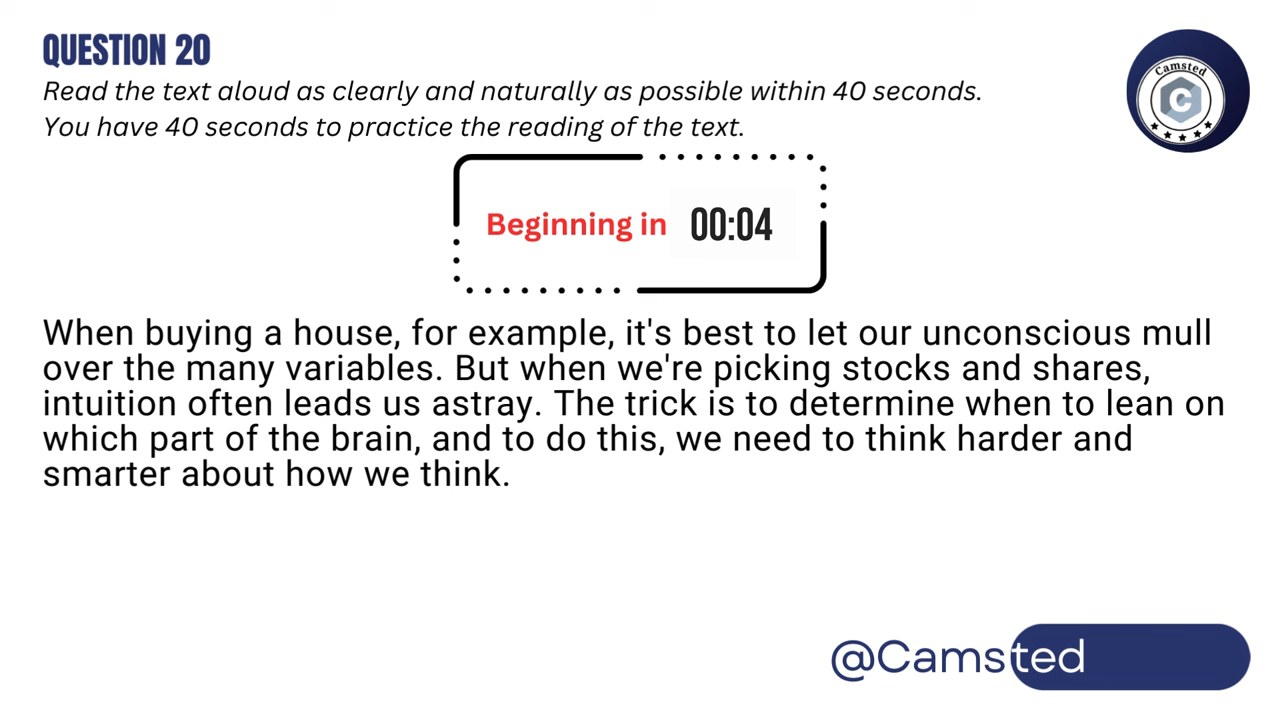 QUESTION 20
Read the text aloud as clearly and naturally as possible within 40 seconds.
You have 40 seconds to practice the reading of the text.
Camsted
C
Beginning in 00:04
When buying a house, for example, it's best to let our unconscious mull
over the many variables. But when we're picking stocks and shares,
intuition often leads us astray. The trick is to determine when to lean on
which part of the brain, and to do this, we need to think harder and
smarter about how we think.
@Camsted